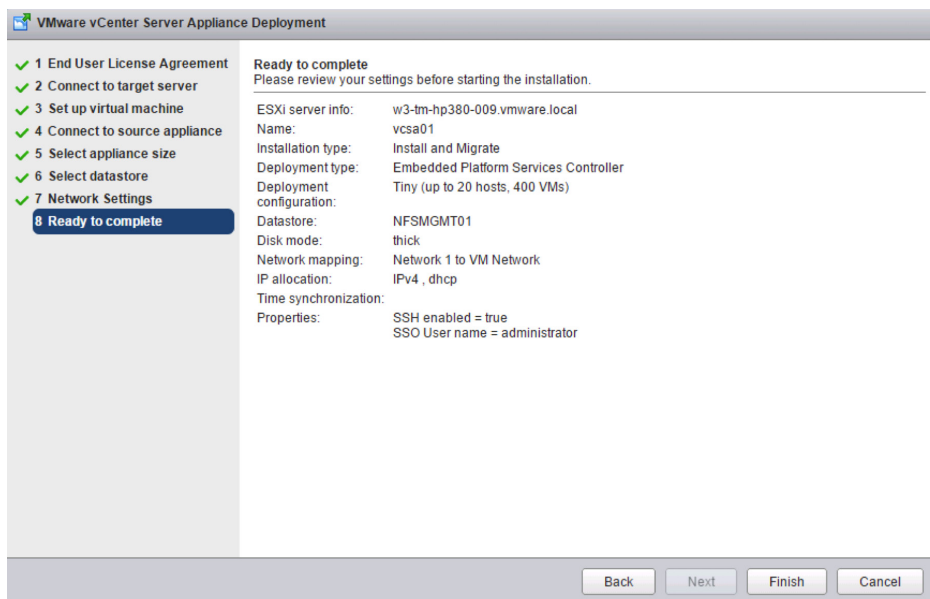 VMware vCenter Server Appliance Deployment
1 End User License Agreement
2 Connect to target server
3 Set up virtual machine
4 Connect to source appliance
5 Select appliance size
6 Select datastore
7 Network Settings
8 Ready to complete
Ready to complete
Please review your settings before starting the installation.
ESXi server info: w3-tm-hp380-009.vmware.local
Name: vcsa01
Installation type: Install and Migrate
Deployment type: Embedded Platform Services Controller
Deployment configuration: Tiny (up to 20 hosts, 400 VMs)
Datastore: NFSMGMT01
Disk mode: thick
Network mapping: Network 1 to VM Network
IP allocation: IPv4 , dhcp
Time synchronization:
Properties: SSH enabled = true
SSO User name = administrator
Back Next Finish Cancel